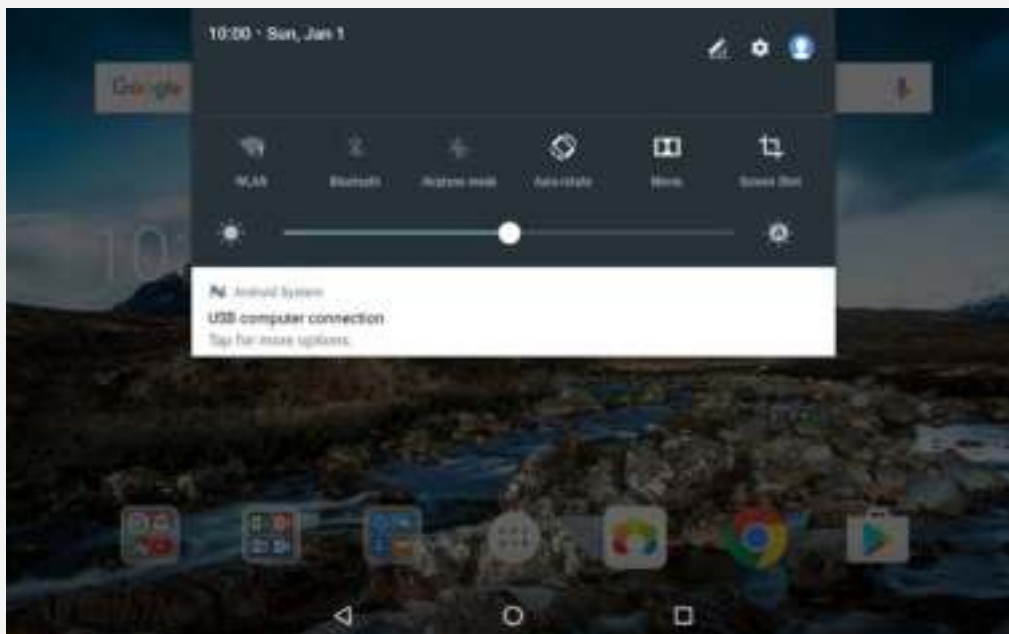 10:00 · Sun, Jan 1
Google
WLAN
Bluetooth
Airplane mode
Auto-rotate
Screen Shot
Android System
USB computer connection
Tap for more options.